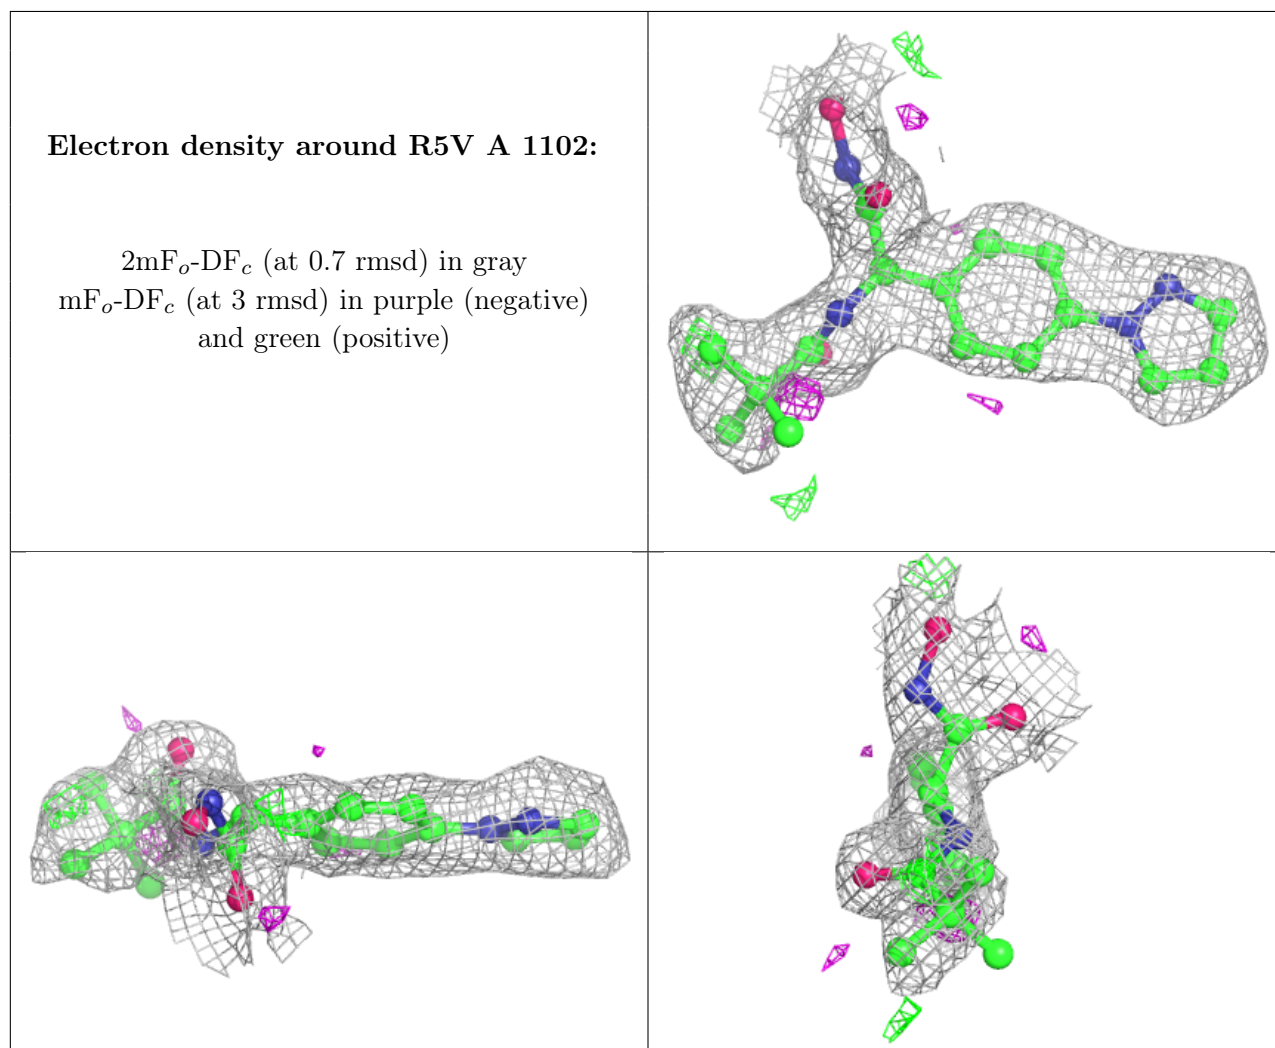 Electron density around R5V A 1102:
2mFo-DFc (at 0.7 rmsd) in gray
mFo-DFc (at 3 rmsd) in purple (negative)
and green (positive)